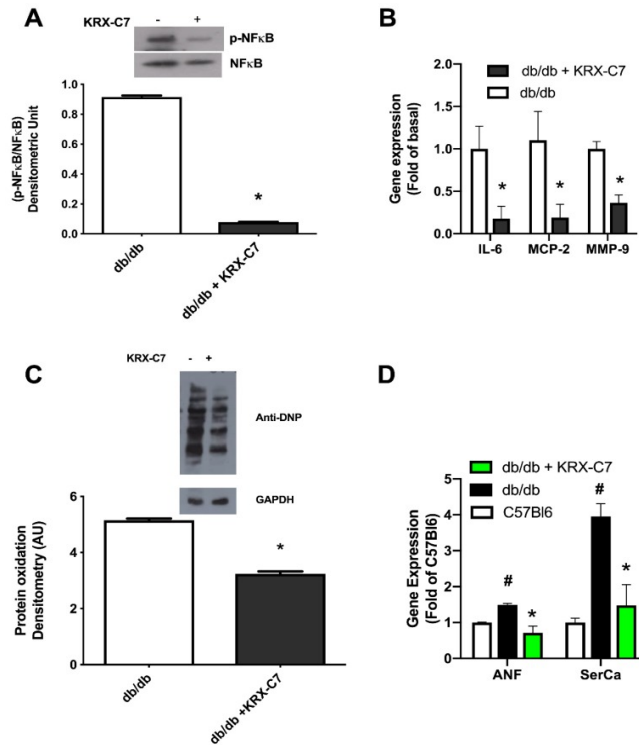 A
KRX-C7 - +
p-NFκB
NFκB
(p-NFκB/NFκB)
Densitometric Unit
1.0
0.8
0.6
0.4
0.2
0.0
*
db/db
db/db + KRX-C7
B
db/db + KRX-C7
db/db
Gene expression
(Fold of basal)
2.0
1.5
1.0
0.5
0.0
* * *
IL-6 MCP-2 MMP-9
C
KRX-C7 - +
Anti-DNP
GAPDH
Protein oxidation
Densitometry (AU)
6
4
2
0
*
db/db
db/db +KRX-C7
D
db/db + KRX-C7
db/db
C57Bl6
Gene Expression
(Fold of C57Bl6)
5
4
3
2
1
0
# * # *
ANF SerCa